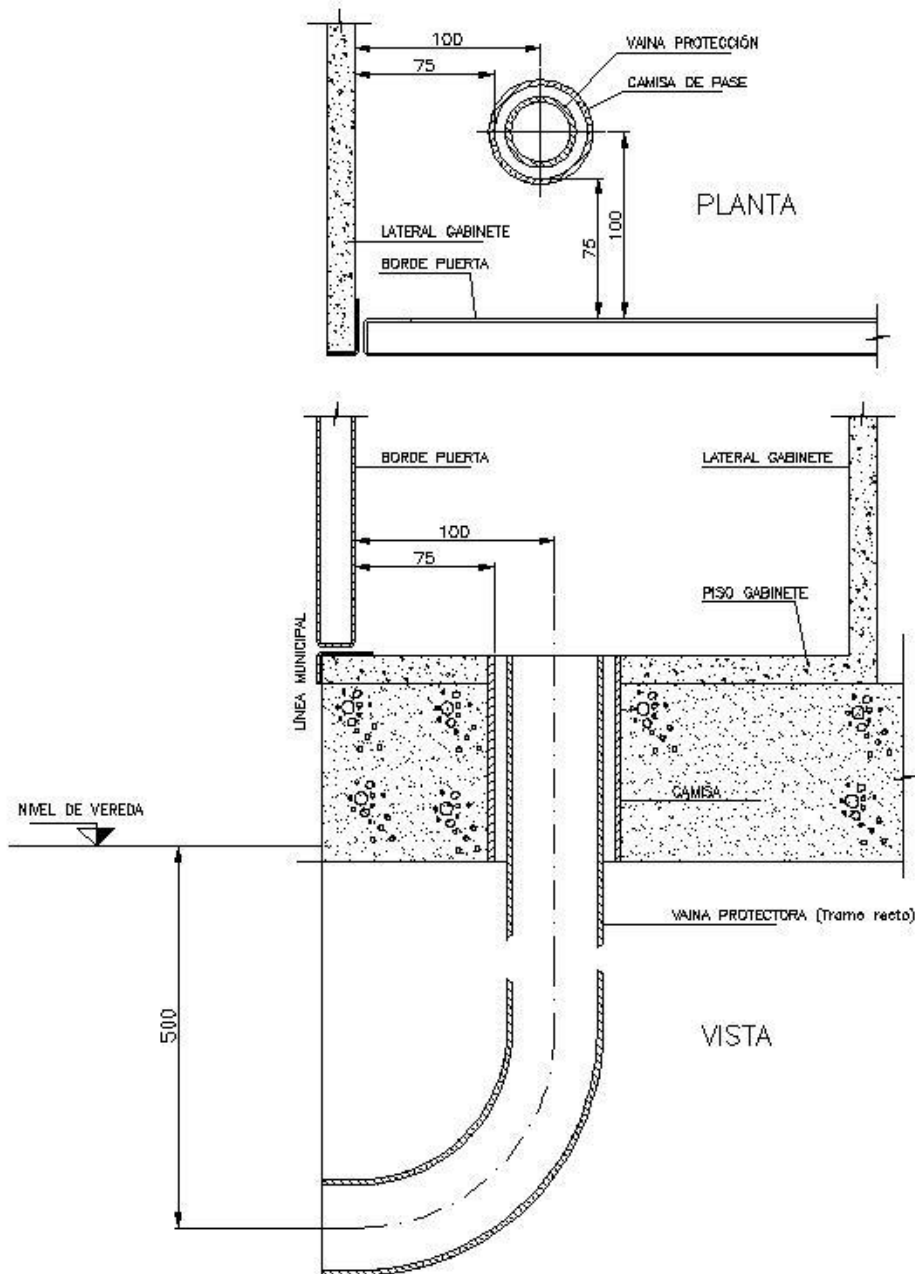 100
VAINA PROTECCIÓN
75
CAMISA DE PASE
PLANTA
100
75
LATERAL GABINETE
BORDE PUERTA
BORDE PUERTA
LATERAL GABINETE
100
75
PISO GABINETE
LÍNEA MUNICIPAL
CAMISA
NIVEL DE VEREDA
VAINA PROTECTORA (Tramo recto)
500
VISTA